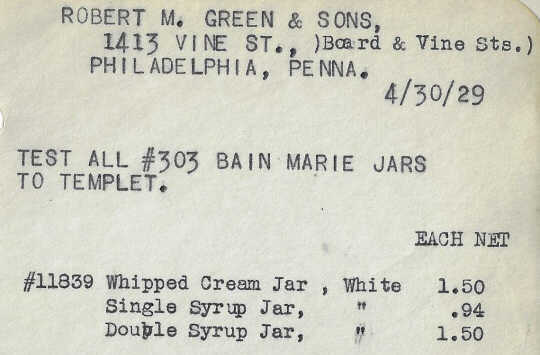 ROBERT M. GREEN & SONS,
1413 VINE ST., )Board & Vine Sts.)
PHILADELPHIA, PENNA.
4/30/29
TEST ALL #303 BAIN MARIE JARS
TO TEMPLET.
EACH NET
#11839 Whipped Cream Jar , White 1.50
Single Syrup Jar, " .94
Double Syrup Jar, " 1.50